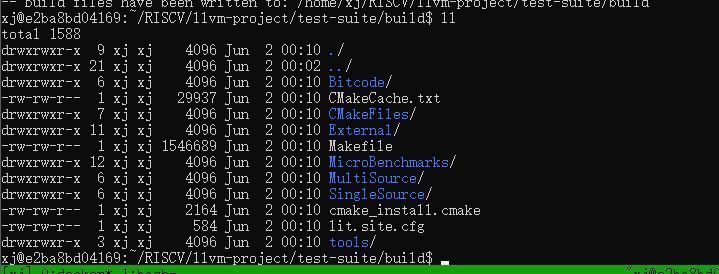 -- Build files have been written to: /home/xj/RISCV/llvm-project/test-suite/build
xj@e2ba8bd04169:~/RISCV/llvm-project/test-suite/build$ ll
total 1588
drwxrwxr-x 9 xj xj 4096 Jun 2 00:10 ./
drwxrwxr-x 21 xj xj 4096 Jun 2 00:02 ../
drwxrwxr-x 6 xj xj 4096 Jun 2 00:10 Bitcode/
-rw-rw-r-- 1 xj xj 29937 Jun 2 00:10 CMakeCache.txt
drwxrwxr-x 7 xj xj 4096 Jun 2 00:10 CMakeFiles/
drwxrwxr-x 11 xj xj 4096 Jun 2 00:10 External/
-rw-rw-r-- 1 xj xj 1546689 Jun 2 00:10 Makefile
drwxrwxr-x 12 xj xj 4096 Jun 2 00:10 MicroBenchmarks/
drwxrwxr-x 6 xj xj 4096 Jun 2 00:10 MultiSource/
drwxrwxr-x 6 xj xj 4096 Jun 2 00:10 SingleSource/
-rw-rw-r-- 1 xj xj 2164 Jun 2 00:10 cmake_install.cmake
-rw-rw-r-- 1 xj xj 584 Jun 2 00:10 lit.site.cfg
drwxrwxr-x 3 xj xj 4096 Jun 2 00:10 tools/
xj@e2ba8bd04169:~/RISCV/llvm-project/test-suite/build$